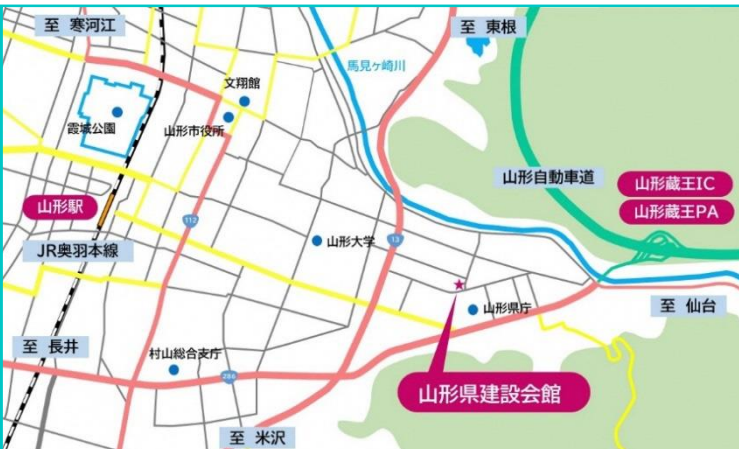 至 寒河江
至 東根
馬見ヶ崎川
文翔館
霞城公園
山形市役所
山形自動車道
山形蔵王IC
山形蔵王PA
山形駅
112
山形大学
13
JR奥羽本線
山形県庁
至 仙台
至 長井
村山総合支庁
286
山形県建設会館
至 米沢